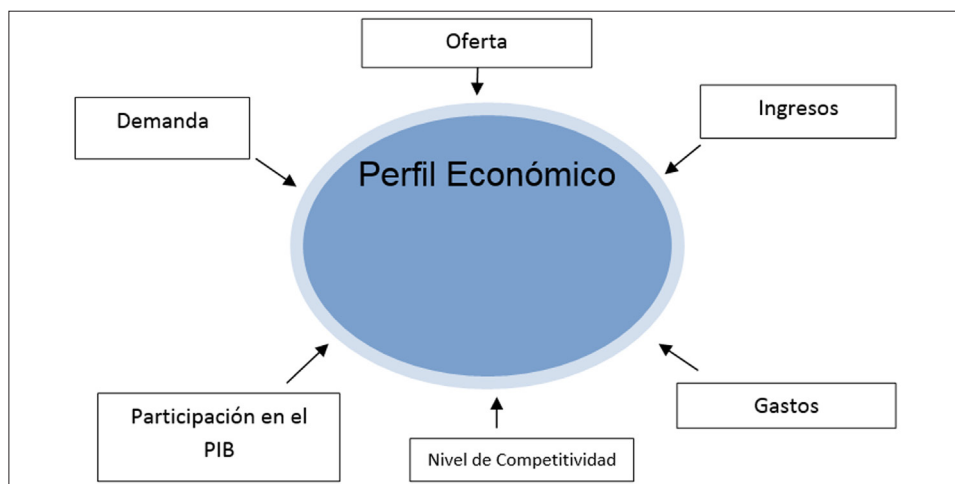 Oferta
Demanda
Ingresos
Perfil Económico
Participación en el
PIB
Nivel de Competitividad
Gastos